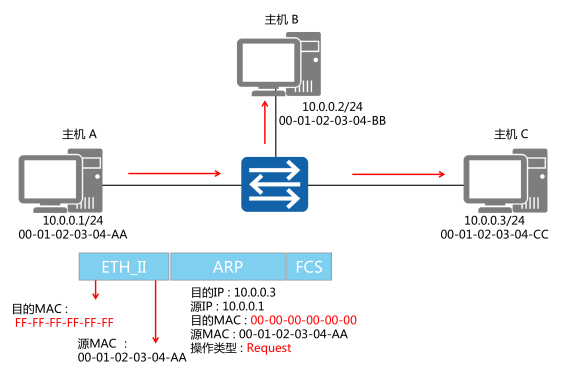 主机 B
10.0.0.2/24
00-01-02-03-04-BB
主机 A
主机 C
10.0.0.1/24
00-01-02-03-04-AA
10.0.0.3/24
00-01-02-03-04-CC
ETH_II
ARP
FCS
目的MAC：
FF-FF-FF-FF-FF-FF
源MAC ：
00-01-02-03-04-AA
目的IP : 10.0.0.3
源IP : 10.0.0.1
目的MAC : 00-00-00-00-00-00
源MAC : 00-01-02-03-04-AA
操作类型 : Request